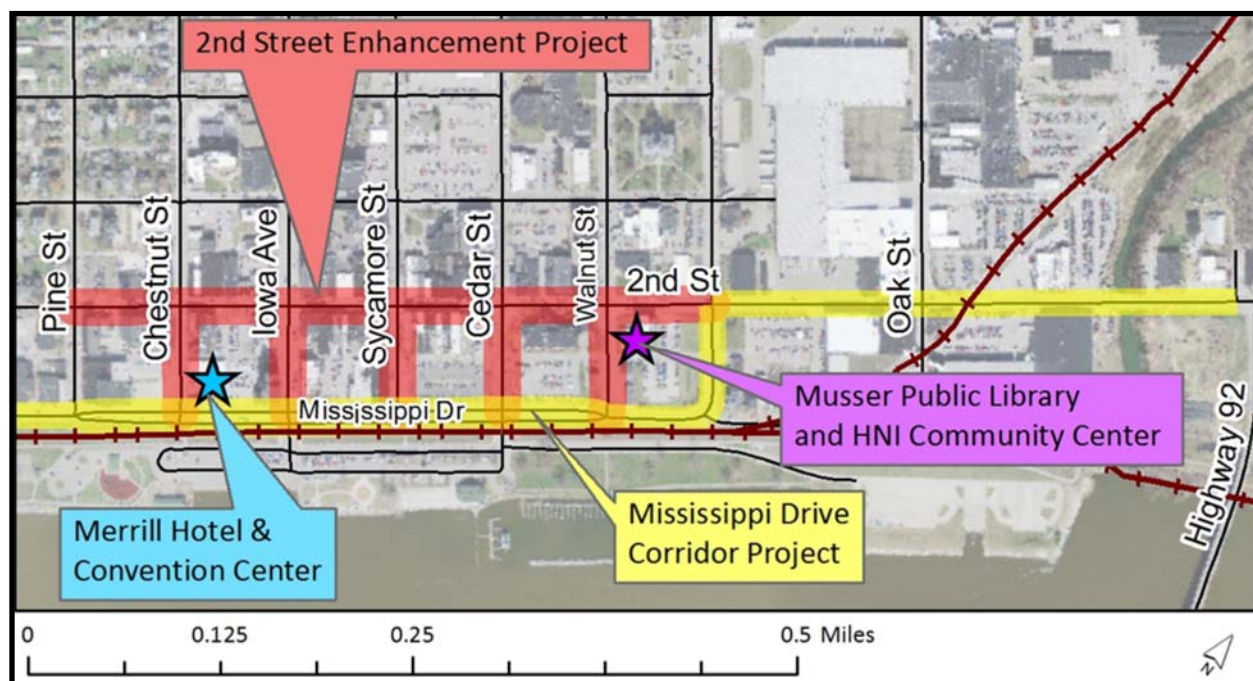 2nd Street Enhancement Project
Pine St
Chestnut St
Iowa Ave
Sycamore St
Cedar St
Walnut St
2nd St
Oak St
Mississippi Dr
Musser Public Library
and HNI Community Center
Merrill Hotel &
Convention Center
Mississippi Drive
Corridor Project
Highway 92
0 0.125 0.25 0.5 Miles
N